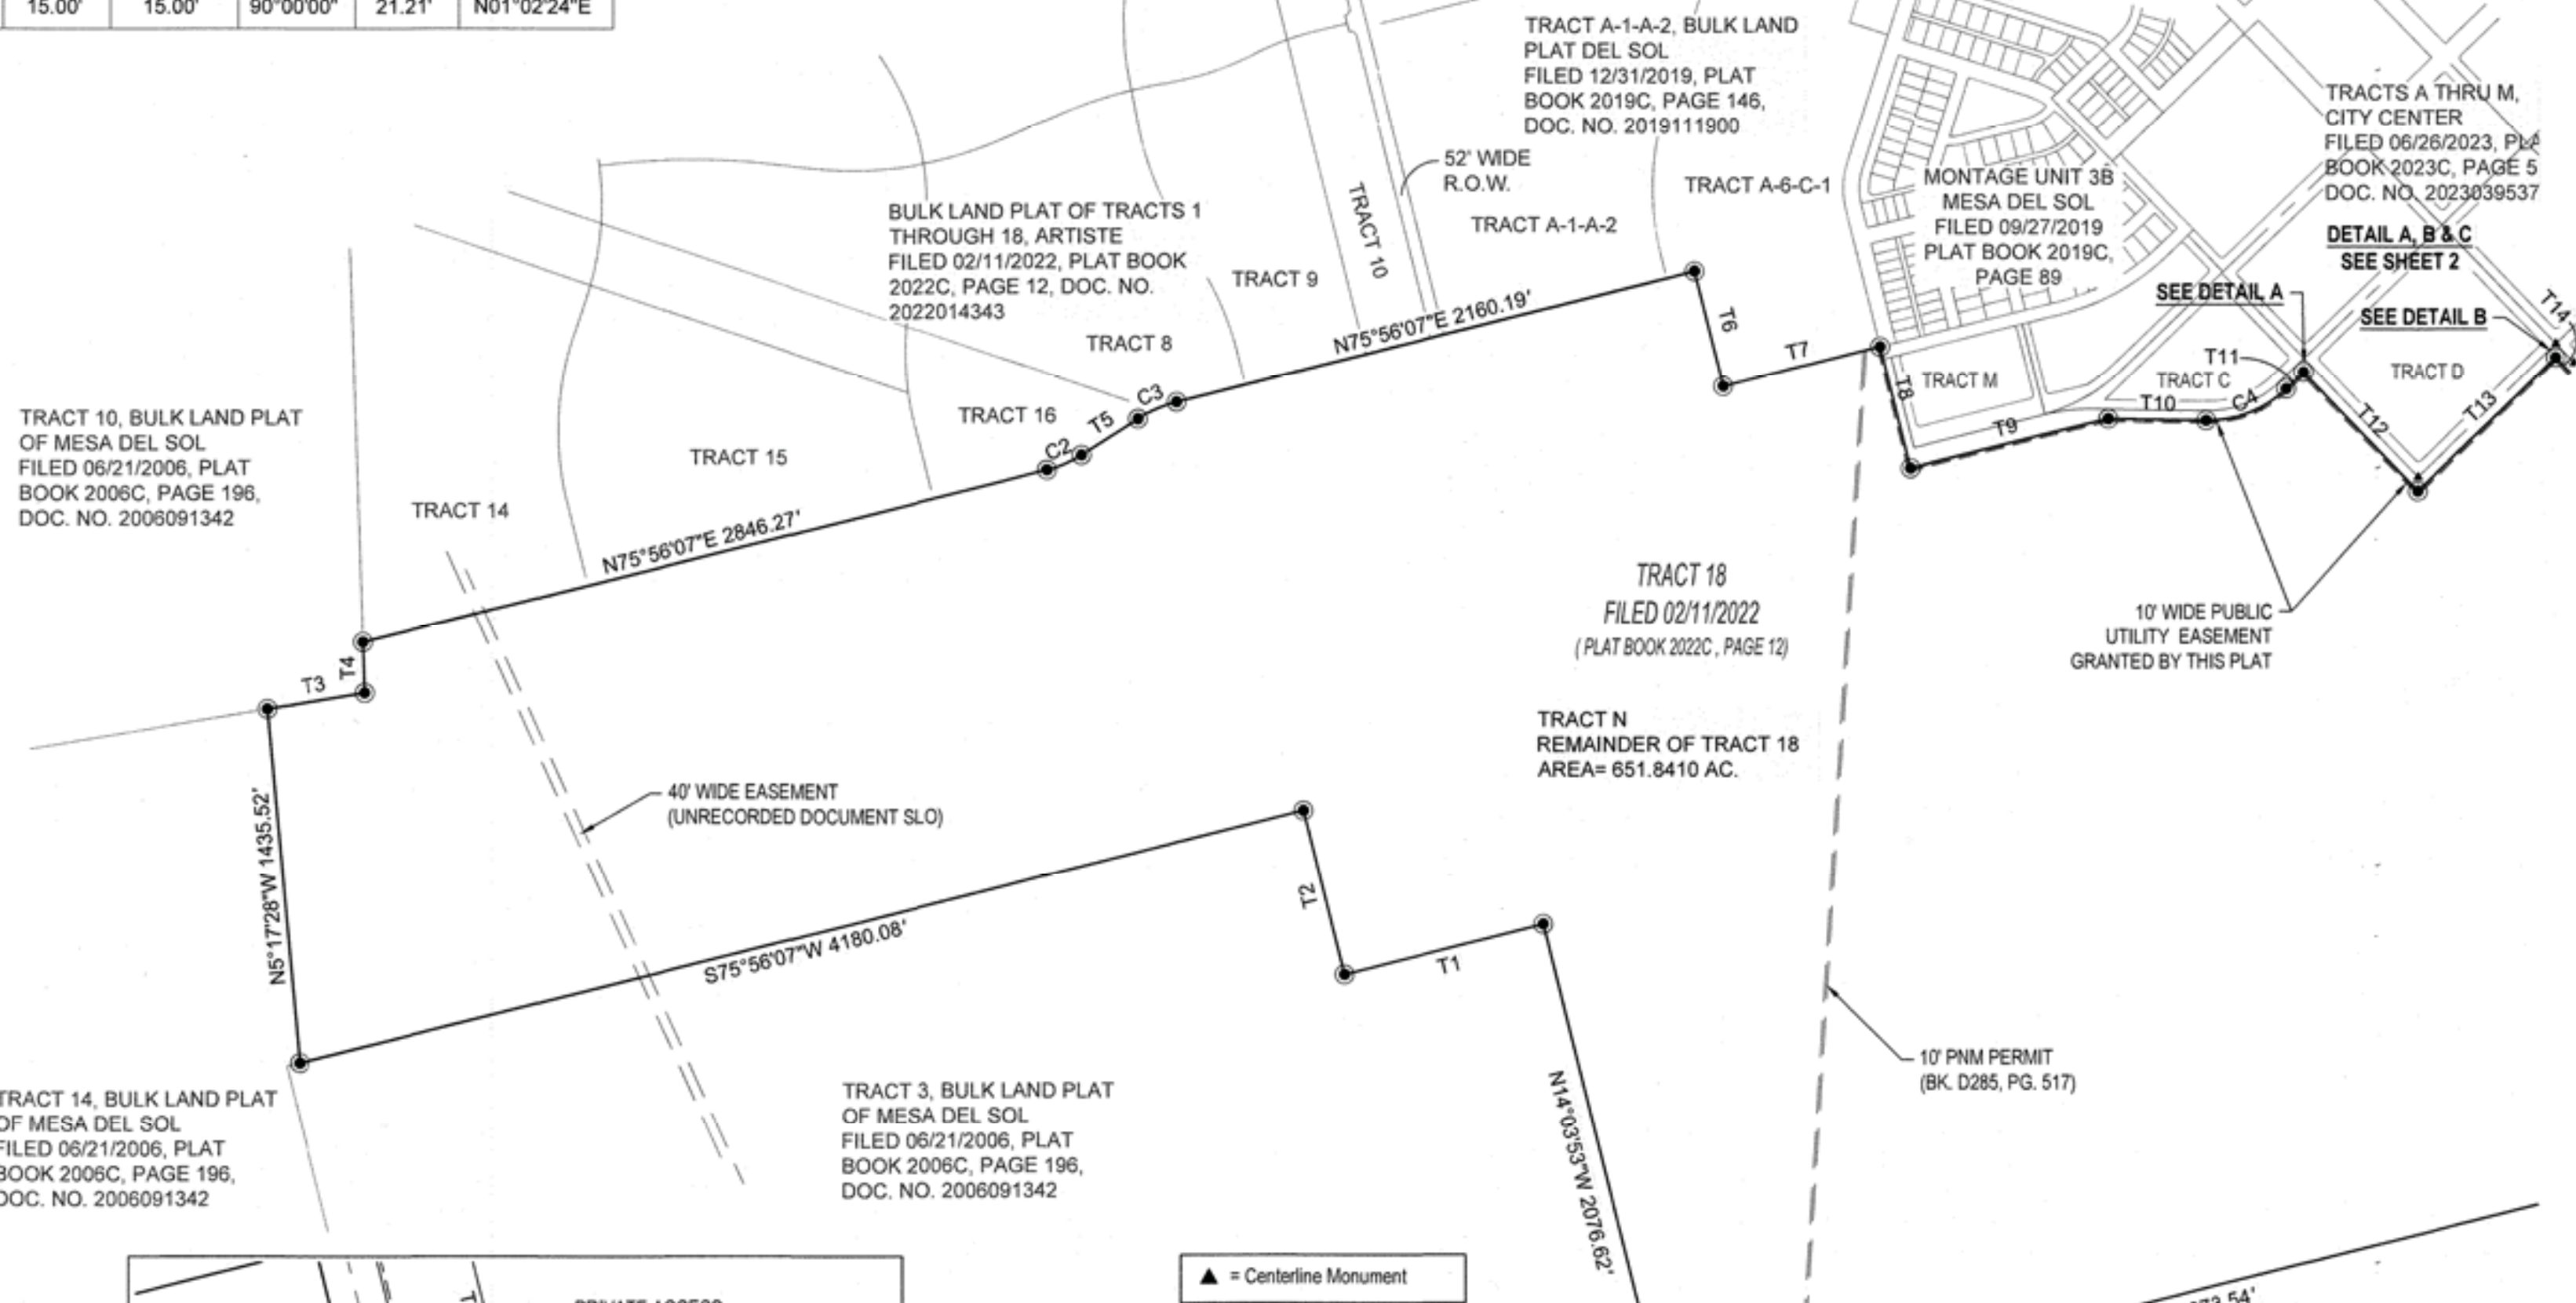 15.00' 15.00' 90°00'00" 21.21' N01°02'24"E
TRACT A-1-A-2, BULK LAND
PLAT DEL SOL
FILED 12/31/2019, PLAT
BOOK 2019C, PAGE 146,
DOC. NO. 2019111900
TRACTS A THRU M,
CITY CENTER
FILED 06/26/2023,
BOOK 2023C, PAGE 5
DOC. NO. 2023039537
52' WIDE
R.O.W.
TRACT 10
TRACT A-1-A-2
TRACT A-6-C-1
MONTAGE UNIT 3B
MESA DEL SOL
FILED 09/27/2019
PLAT BOOK 2019C,
PAGE 89
DETAIL A, B & C
SEE SHEET 2
SEE DETAIL A
SEE DETAIL B
T14
BULK LAND PLAT OF TRACTS 1
THROUGH 18, ARTISTE
FILED 02/11/2022, PLAT BOOK
2022C, PAGE 12, DOC. NO.
2022014343
TRACT 9
TRACT 8
N75°56'07"E 2160.19'
T6
T7
T8
TRACT M
T9
T10
TRACT C
T11
C4
T12
TRACT D
T13
C3
T5
C2
TRACT 16
TRACT 15
TRACT 14
N75°56'07"E 2846.27'
TRACT 10, BULK LAND PLAT
OF MESA DEL SOL
FILED 06/21/2006, PLAT
BOOK 2006C, PAGE 196,
DOC. NO. 2006091342
T4
T3
TRACT 18
FILED 02/11/2022
( PLAT BOOK 2022C , PAGE 12)
10' WIDE PUBLIC
UTILITY EASEMENT
GRANTED BY THIS PLAT
TRACT N
REMAINDER OF TRACT 18
AREA= 651.8410 AC.
40' WIDE EASEMENT
(UNRECORDED DOCUMENT SLO)
N5°17'28"W 1435.52'
S75°56'07"W 4180.08'
T2
T1
N14°03'53"W 2076.62'
10' PNM PERMIT
(BK. D285, PG. 517)
TRACT 14, BULK LAND PLAT
OF MESA DEL SOL
FILED 06/21/2006, PLAT
BOOK 2006C, PAGE 196,
DOC. NO. 2006091342
TRACT 3, BULK LAND PLAT
OF MESA DEL SOL
FILED 06/21/2006, PLAT
BOOK 2006C, PAGE 196,
DOC. NO. 2006091342
▲ = Centerline Monument